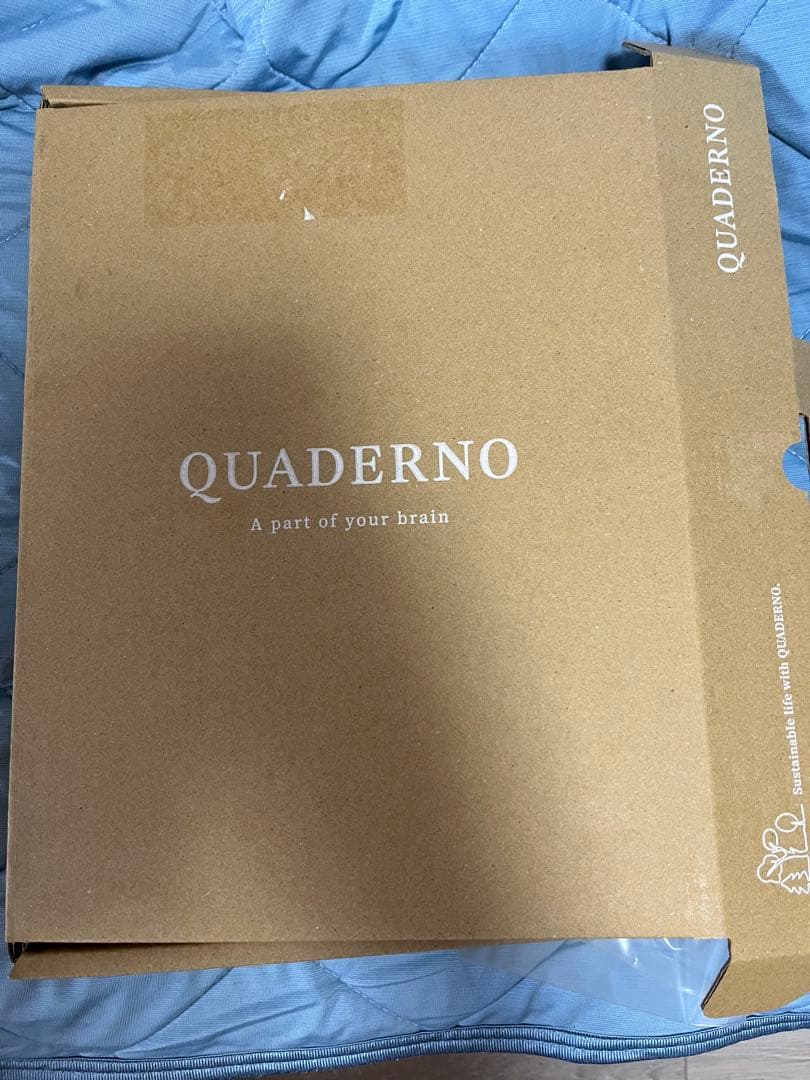 QUADERNO
A part of your brain
QUADERNO
Sustainable life with QUADERNO.